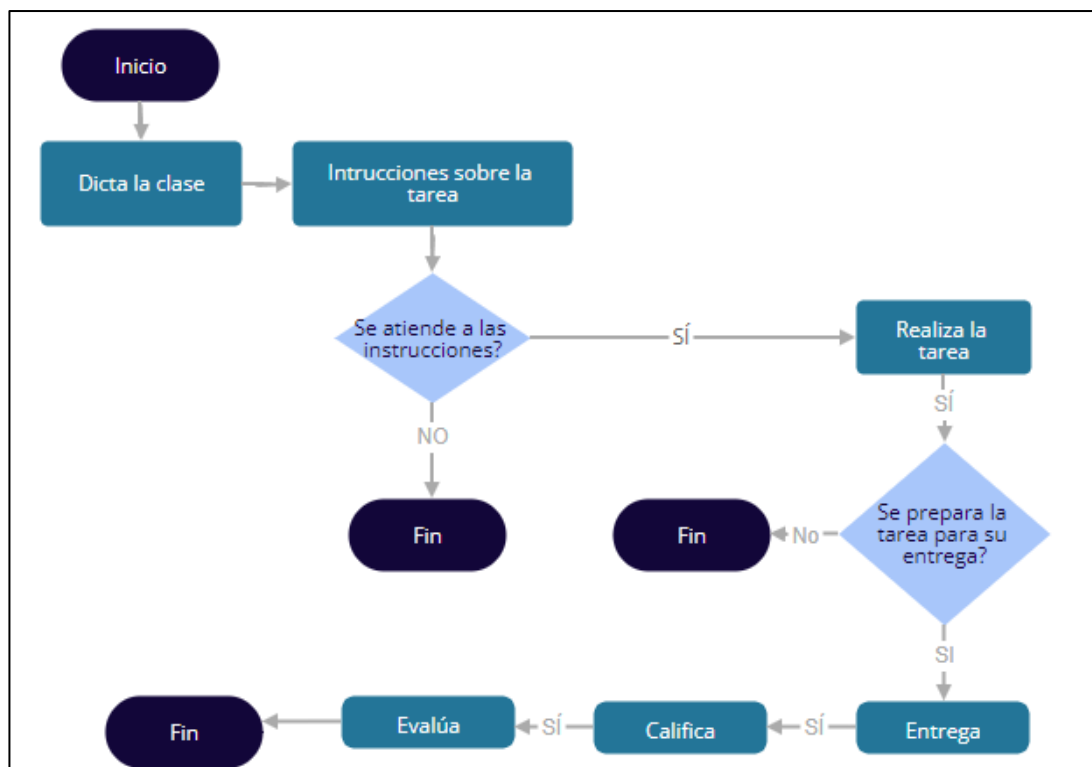 Inicio
Dicta la clase
Intrucciones sobre la
tarea
Se atiende a las
instrucciones?
SÍ
Realiza la
tarea
SÍ
NO
Fin
Fin
No
Se prepara la
tarea para su
entrega?
SI
Fin
Evalúa
SÍ
Califica
SÍ
Entrega